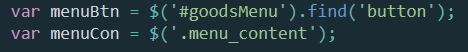 var menuBtn = $('#goodsMenu').find('button');
var menuCon = $('.menu_content');